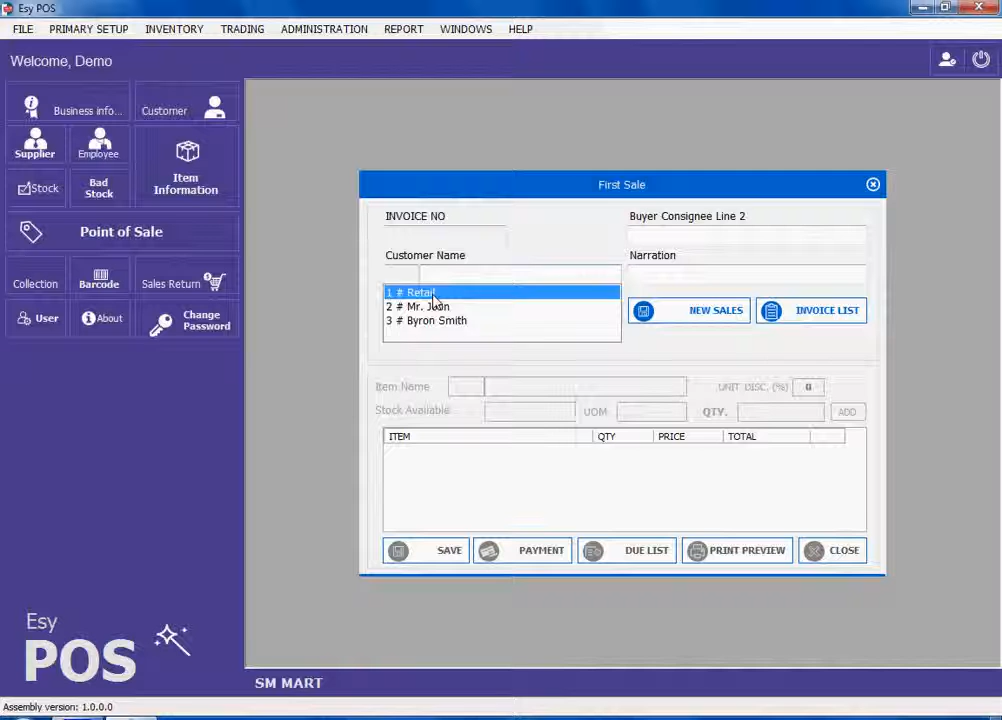 Esy POS
FILE PRIMARY SETUP INVENTORY TRADING ADMINISTRATION REPORT WINDOWS HELP
Welcome, Demo
Business info...
Customer
Supplier
Employee
Item
Information
Stock
Bad
Stock
Point of Sale
Collection
Barcode
Sales Return
User
About
Change
Password
Esy
POS
First Sale
INVOICE NO
Buyer Consignee Line 2
Customer Name
Narration
1 # Retail
2 # Mr. 
3 # Byron Smith
NEW SALES
INVOICE LIST
Item Name
UNIT DISC. (%)
0
Stock Available
UOM
QTY.
ADD
ITEM QTY PRICE TOTAL
SAVE
PAYMENT
DUE LIST
PRINT PREVIEW
CLOSE
SM MART
Assembly version: 1.0.0.0